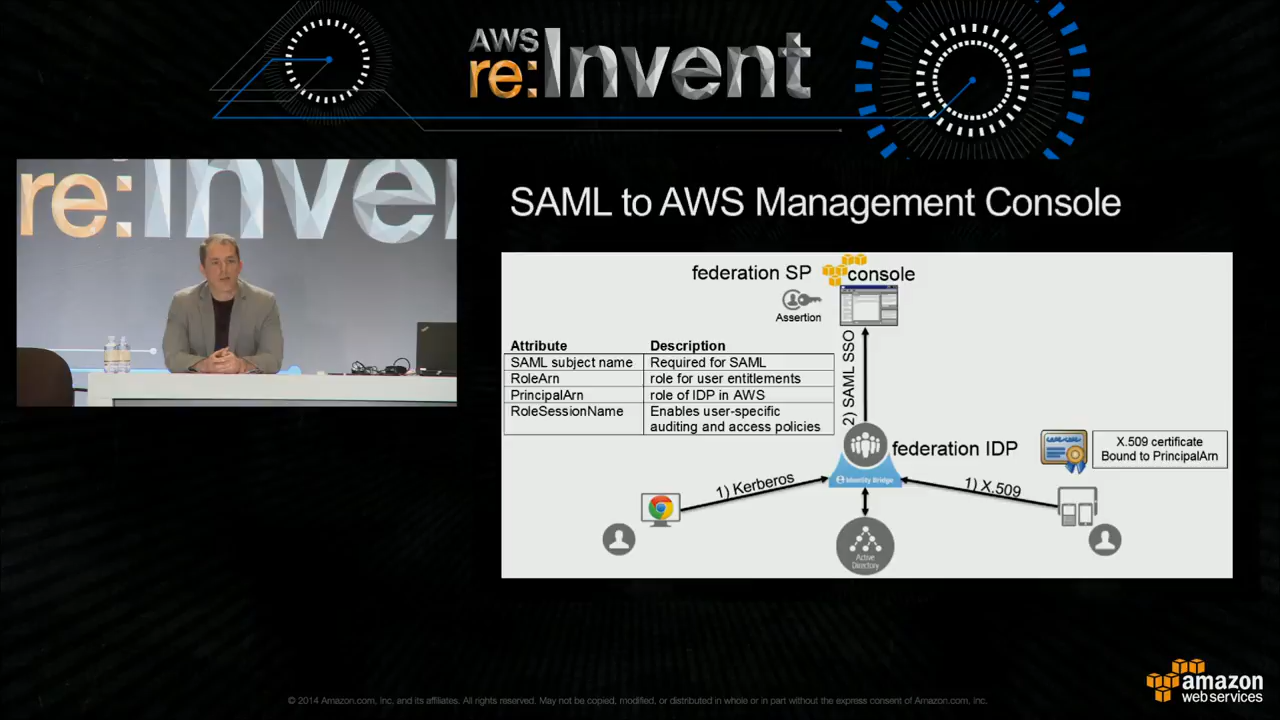 AWS
re:Invent
re:Inven
SAML to AWS Management Console
federation SP
console
Assertion
Attribute Description
SAML subject name Required for SAML
RoleArn role for user entitlements
PrincipalArn role of IDP in AWS
RoleSessionName Enables user-specific
auditing and access policies
2) SAML SSO
federation IDP
X.509 certificate
Bound to PrincipalArn
Identity Bridge
1) Kerberos
1) X.509
Active
Directory
amazon
web services
© 2014 Amazon.com, Inc, and its affiliates. All rights reserved. May not be copied, modified, or distributed in whole or in part without the express consent of Amazon.com, inc.